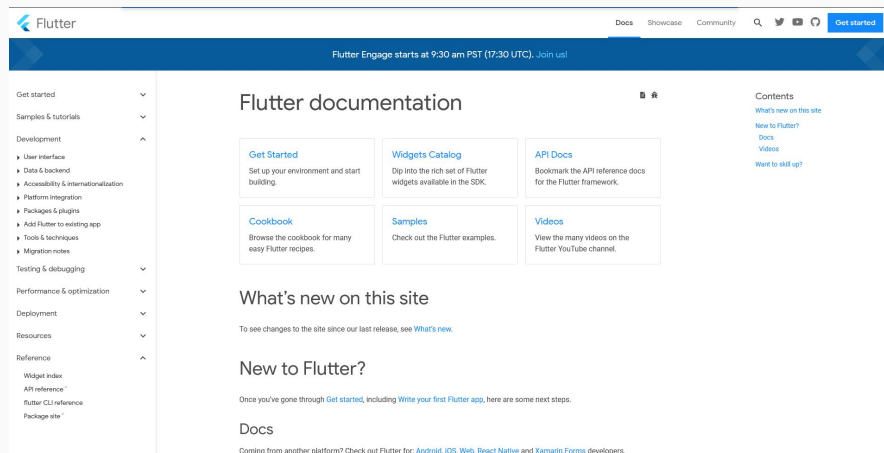 Flutter
Docs
Showcase
Community
Get started
Flutter Engage starts at 9:30 am PST (17:30 UTC). Join us!
Get started
Samples & tutorials
Development
User interface
Data & backend
Accessibility & internationalization
Platform integration
Packages & plugins
Add Flutter to existing app
Tools & techniques
Migration notes
Testing & debugging
Performance & optimization
Deployment
Resources
Reference
Widget index
API reference
flutter CLI reference
Package site
Flutter documentation
Get Started
Set up your environment and start
building.
Widgets Catalog
Dip into the rich set of Flutter
widgets available in the SDK.
API Docs
Bookmark the API reference docs
for the Flutter framework.
Cookbook
Browse the cookbook for many
easy Flutter recipes.
Samples
Check out the Flutter examples.
Videos
View the many videos on the
Flutter YouTube channel.
What's new on this site
To see changes to the site since our last release, see What's new.
New to Flutter?
Once you've gone through Get started, including Write your first Flutter app, here are some next steps.
Docs
Coming from another platform? Check out Flutter for: Android, iOS, Web, React Native and Xamarin Forms developers.
Contents
What's new on this site
New to Flutter?
Docs
Videos
Want to skill up?